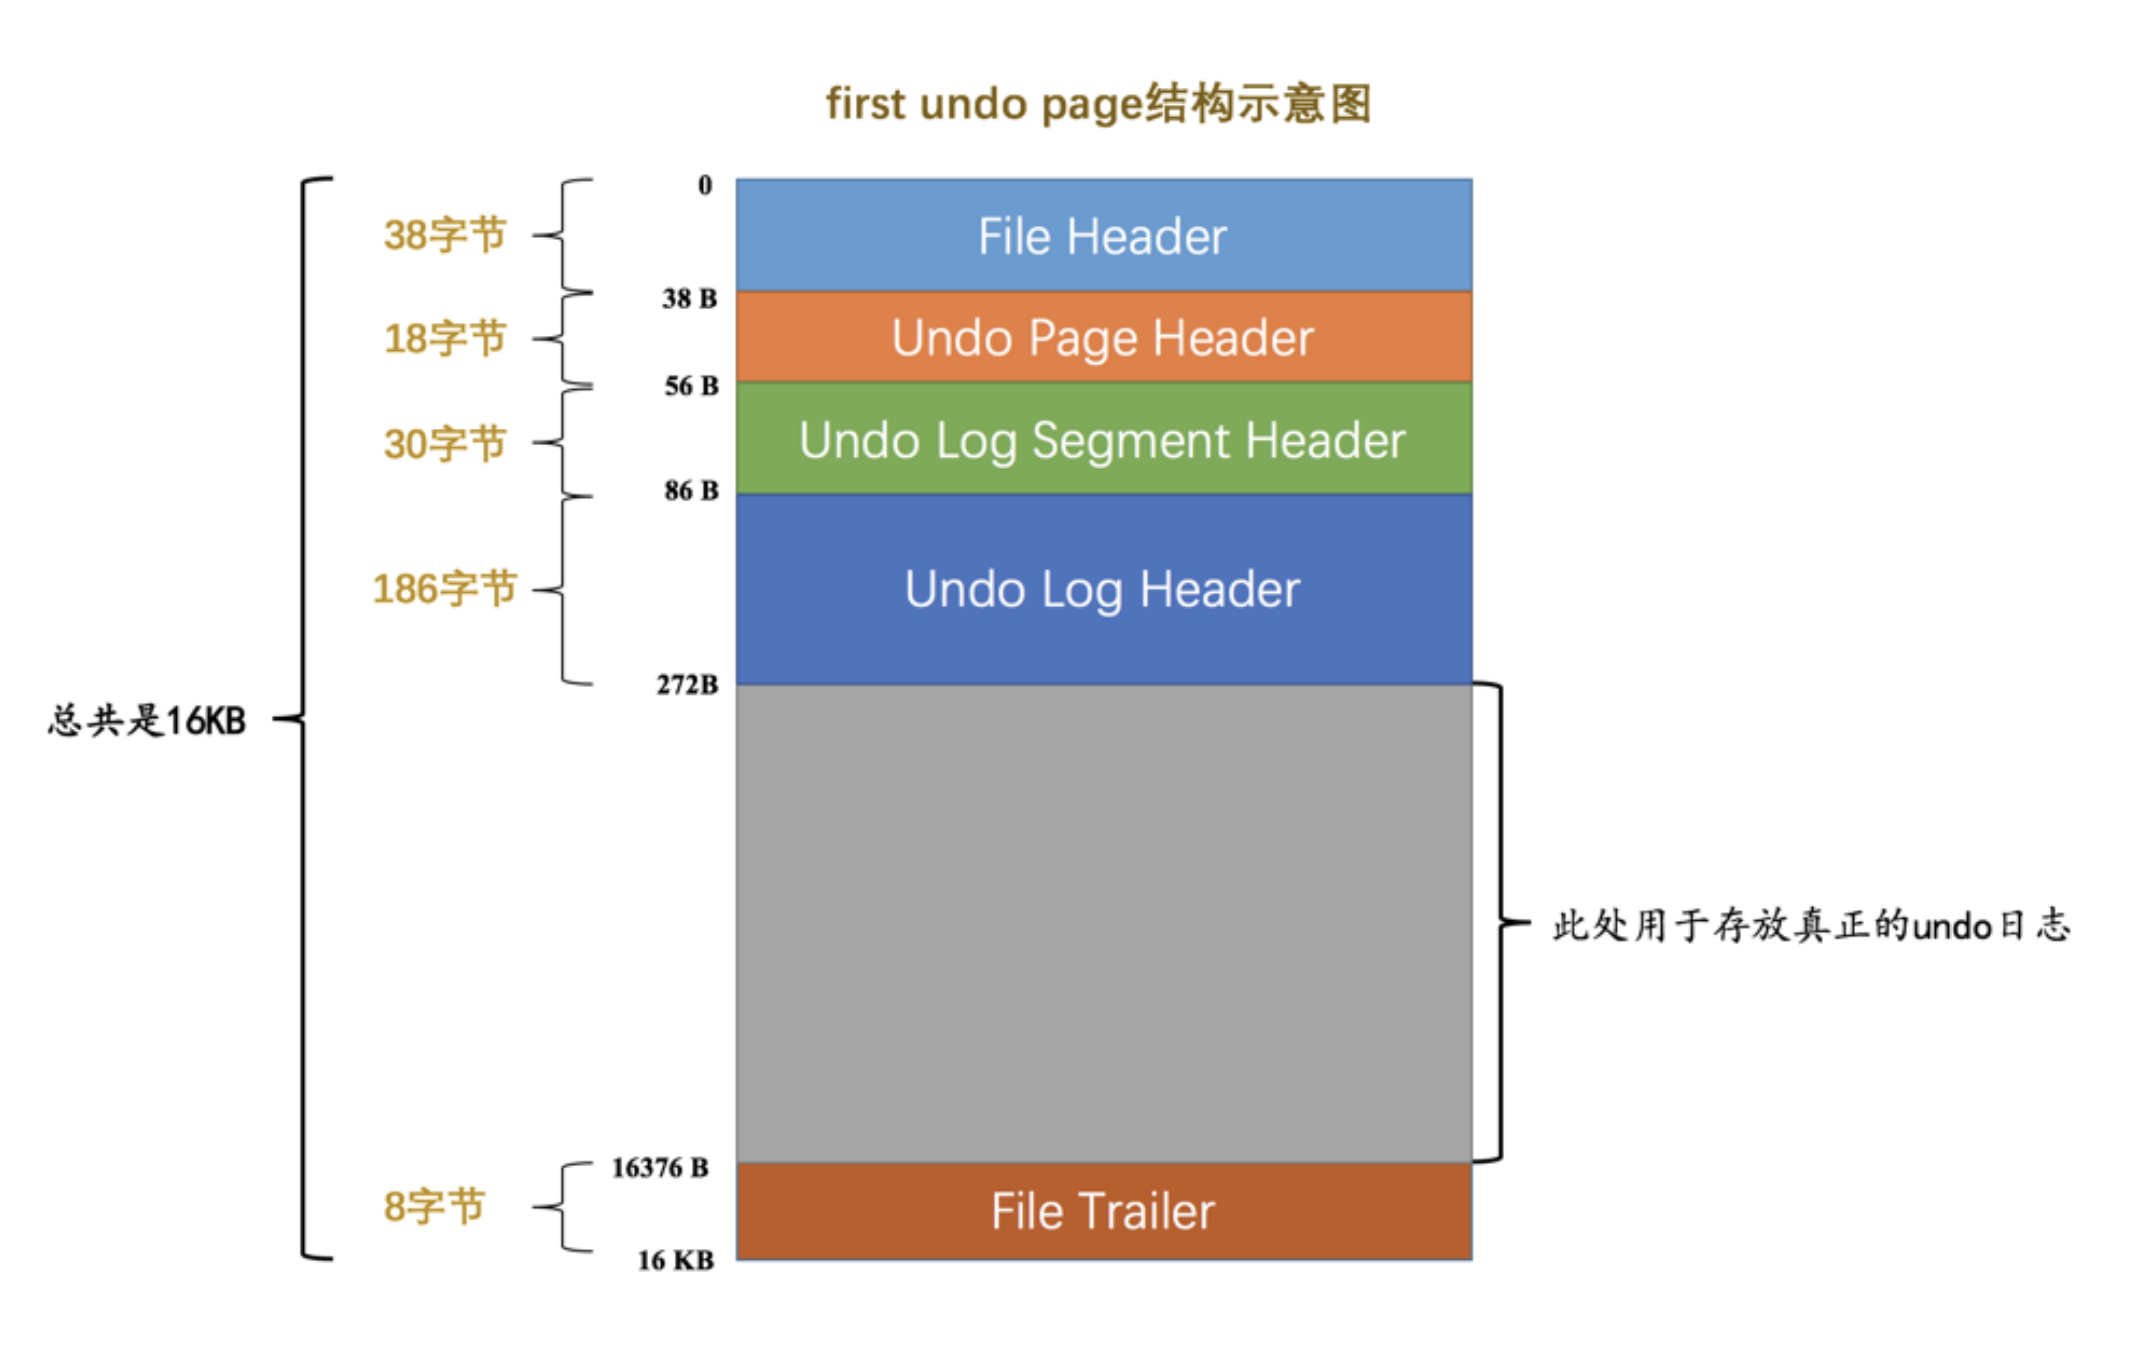 first undo page结构示意图
0
38字节
File Header
38 B
18字节
Undo Page Header
56 B
30字节
Undo Log Segment Header
86 B
186字节
Undo Log Header
272B
总共是16KB
此处用于存放真正的undo日志
16376 B
8字节
File Trailer
16 KB